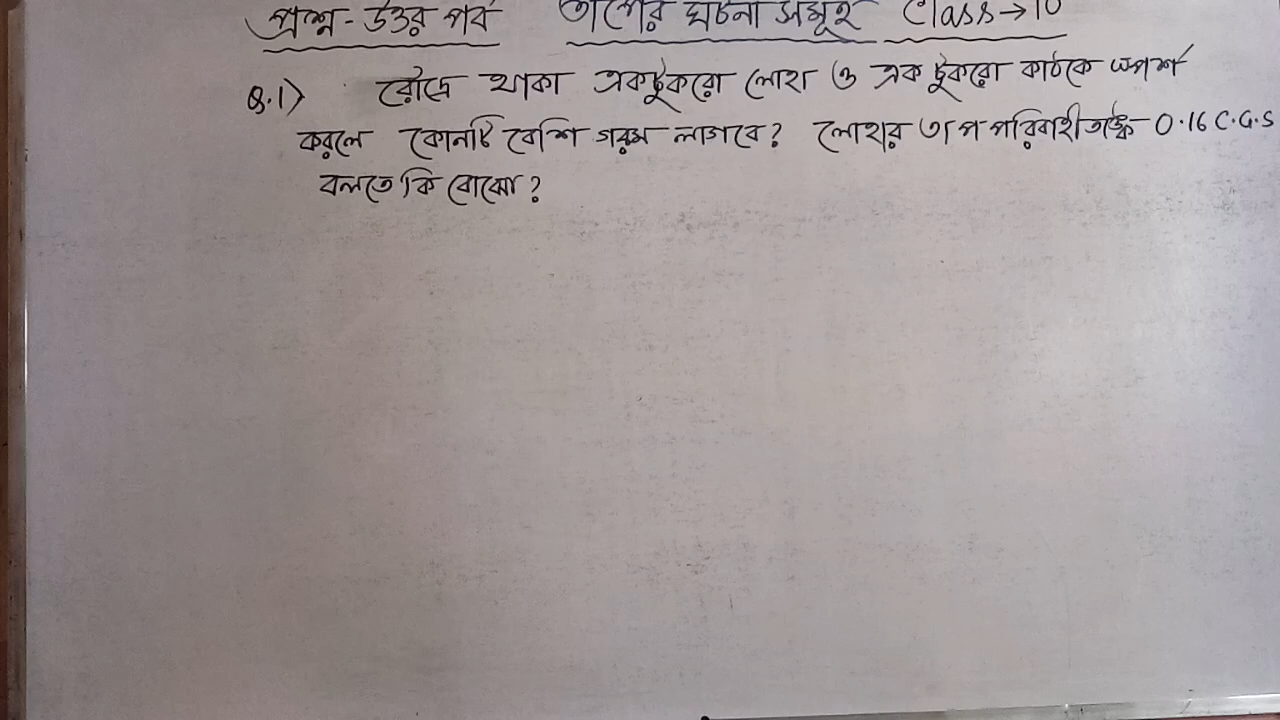 প্রশ্ন - উত্তর পর্ব তাপের ঘটনা সমূহ Class → 10
Q.1) রৌদ্রে থাকা একটুকরো লোহা ও এক টুকরো কাঠকে স্পর্শ
করলে কোনটি বেশি গরম লাগবে? লোহার তাপ পরিবাহীতাঙ্ক 0.16 C.G.S
বলতে কি বোঝো?